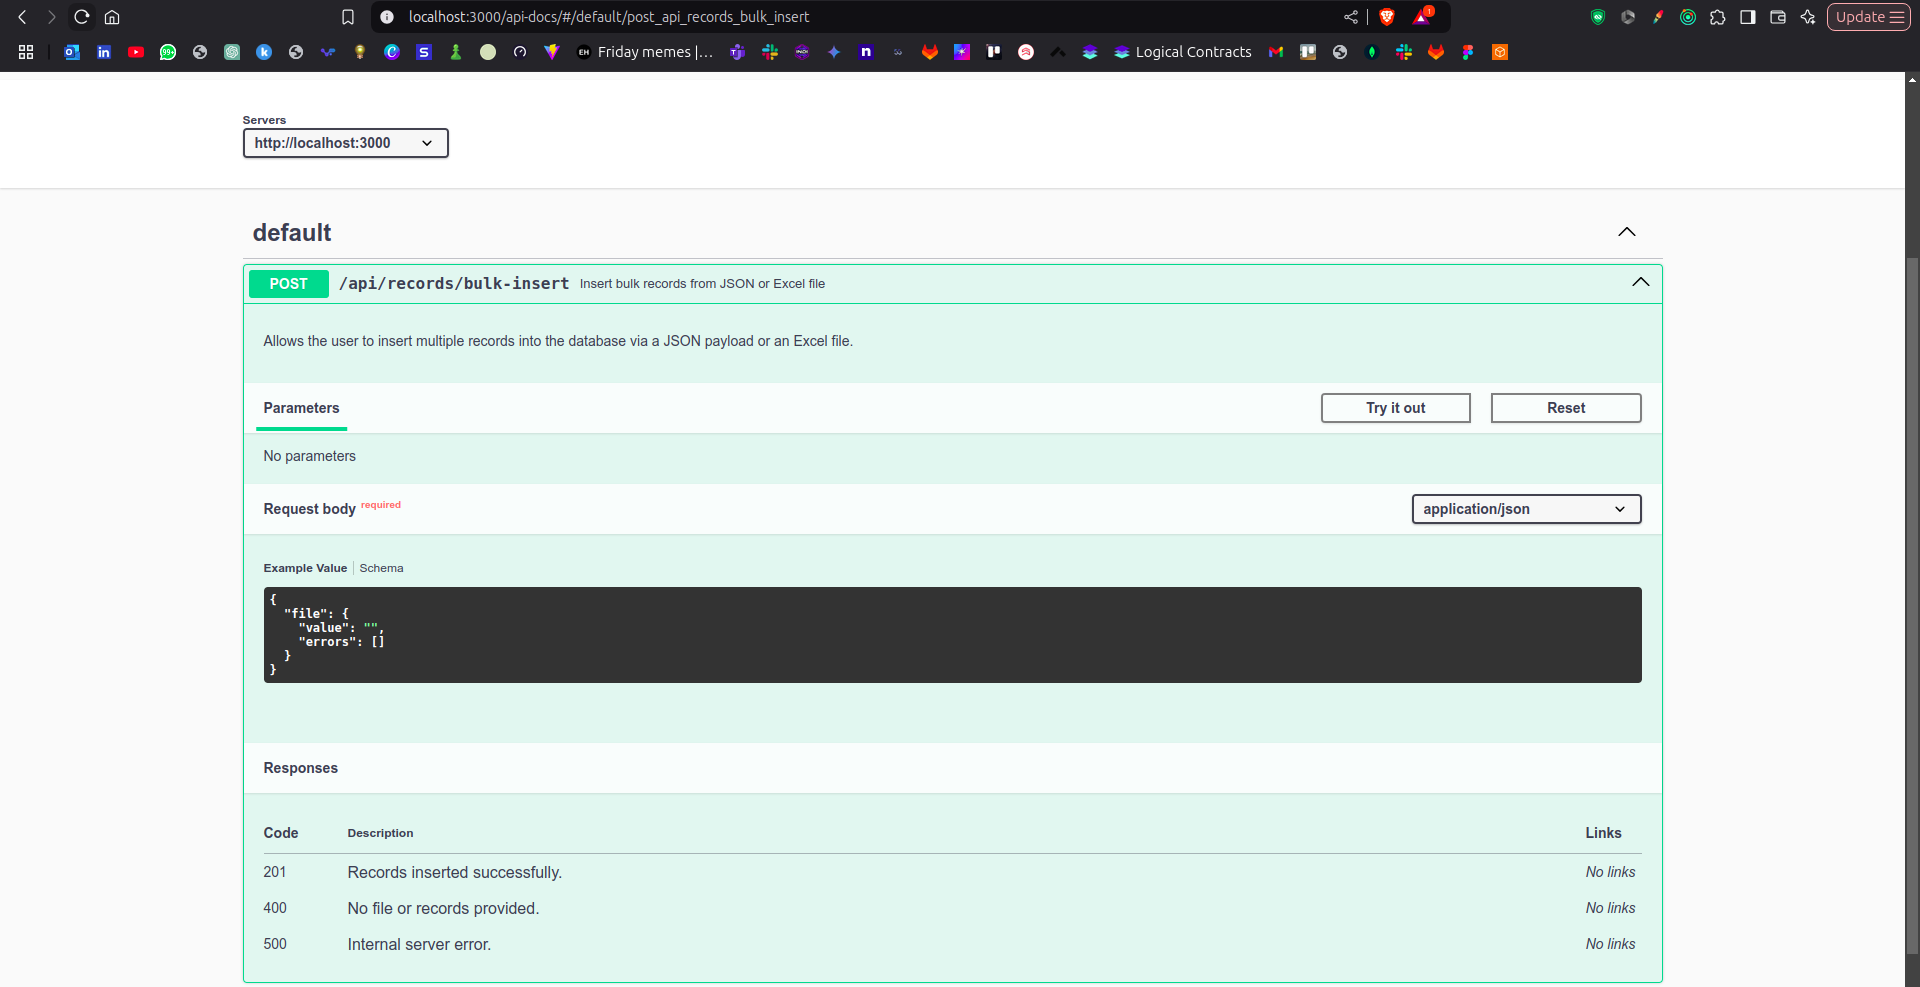 localhost:3000/api-docs/#/default/post_api_records_bulk_insert
1
Update
Friday memes |...
Logical Contracts
Servers
http://localhost:3000
default
POST /api/records/bulk-insert Insert bulk records from JSON or Excel file
Allows the user to insert multiple records into the database via a JSON payload or an Excel file.
Parameters
Try it out
Reset
No parameters
Request body required
application/json
Example Value | Schema
{
"file": {
"value": "",
"errors": []
}
}
Responses
Code Description Links
201 Records inserted successfully. No links
400 No file or records provided. No links
500 Internal server error. No links